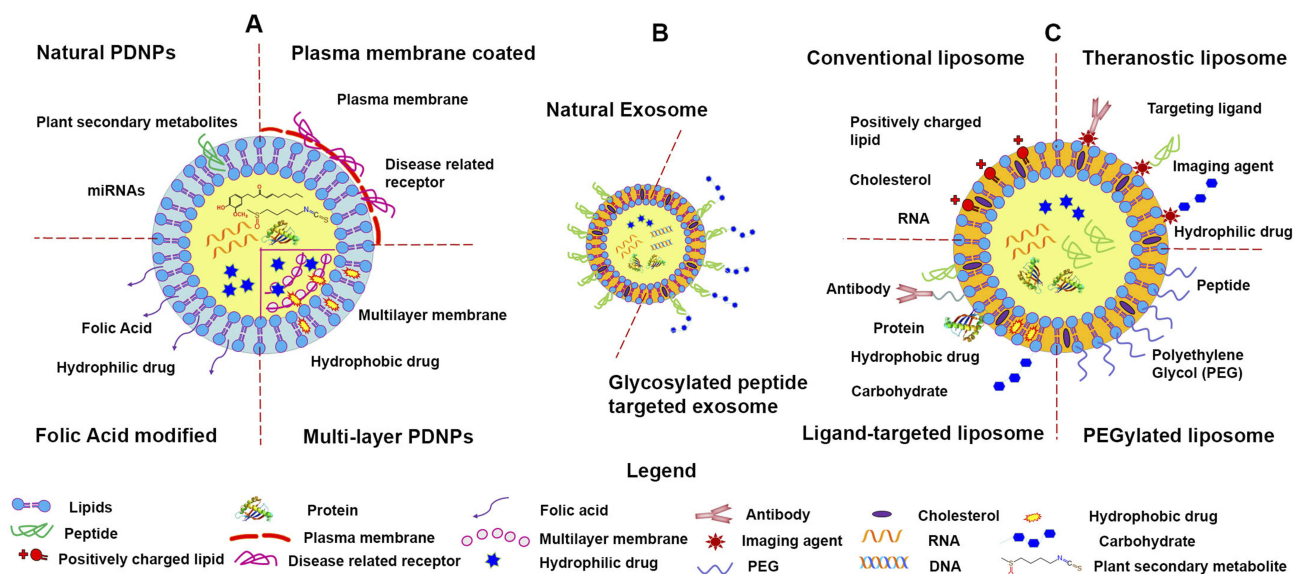 A
Natural PDNPs
Plasma membrane coated
Plasma membrane
Plant secondary metabolites
Disease related
receptor
miRNAs
O
HO
OCH₃
N
C
S
S
O
Folic Acid
Multilayer membrane
Hydrophilic drug
Hydrophobic drug
Folic Acid modified
Multi-layer PDNPs
B
Natural Exosome
Glycosylated peptide
targeted exosome
C
Conventional liposome
Theranostic liposome
Targeting ligand
Positively charged
lipid
Imaging agent
Cholesterol
RNA
Hydrophilic drug
Antibody
Peptide
Protein
Hydrophobic drug
Polyethylene
Glycol (PEG)
Carbohydrate
Ligand-targeted liposome
PEGylated liposome
+
+
+
Legend
Lipids
Protein
Folic acid
Antibody
Cholesterol
Hydrophobic drug
Peptide
Plasma membrane
Multilayer membrane
Imaging agent
RNA
Carbohydrate
+
Positively charged lipid
Disease related receptor
Hydrophilic drug
PEG
DNA
Plant secondary metabolite